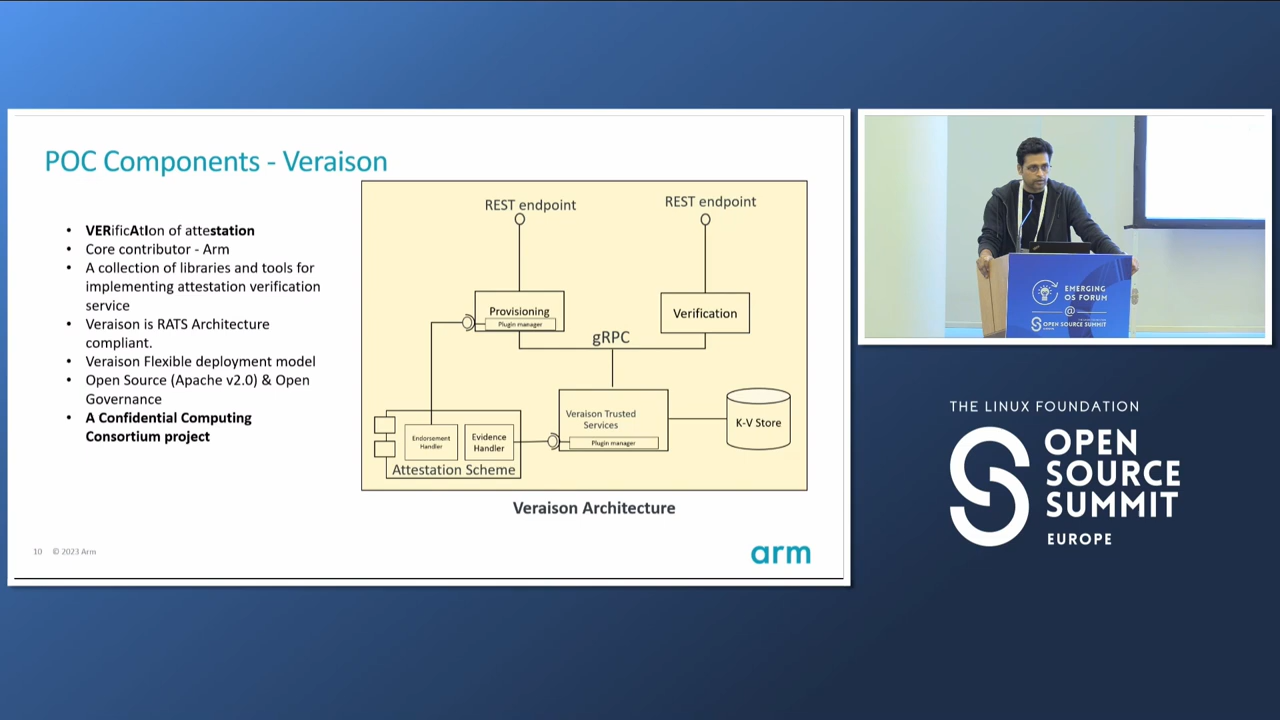 POC Components - Veraison
VERificAtIon of attestation
Core contributor - Arm
A collection of libraries and tools for
implementing attestation verification
service
Veraison is RATS Architecture
compliant.
Veraison Flexible deployment model
Open Source (Apache v2.0) & Open
Governance
A Confidential Computing
Consortium project
REST endpoint
REST endpoint
Provisioning
Plugin manager
Verification
gRPC
Veraison Trusted
Services
Plugin manager
K-V Store
Endorsement
Handler
Evidence
Handler
Attestation Scheme
Veraison Architecture
10 © 2023 Arm
arm
EMERGING
OS FORUM
@
OPEN SOURCE SUMMIT
THE LINUX FOUNDATION
OPEN
SOURCE
SUMMIT
EUROPE